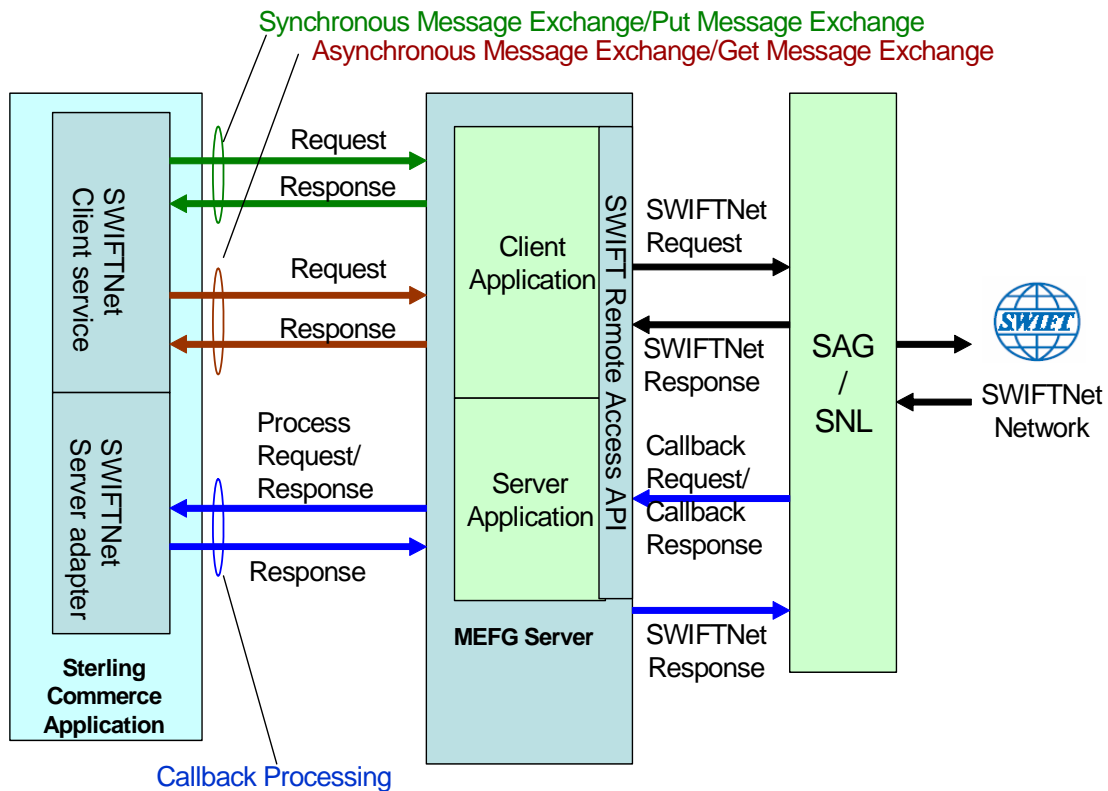 Synchronous Message Exchange/Put Message Exchange
Asynchronous Message Exchange/Get Message Exchange
SWIFTNet
Client service
SWIFTNet
Server adapter
Sterling
Commerce
Application
Request
Response
Request
Response
Process
Request/
Response
Response
Callback Processing
Client
Application
Server
Application
SWIFT Remote Access API
MEFG Server
SWIFTNet
Request
SWIFTNet
Response
Callback
Request/
Callback
Response
SWIFTNet
Response
SAG
/
SNL
SWIFT
SWIFTNet
Network